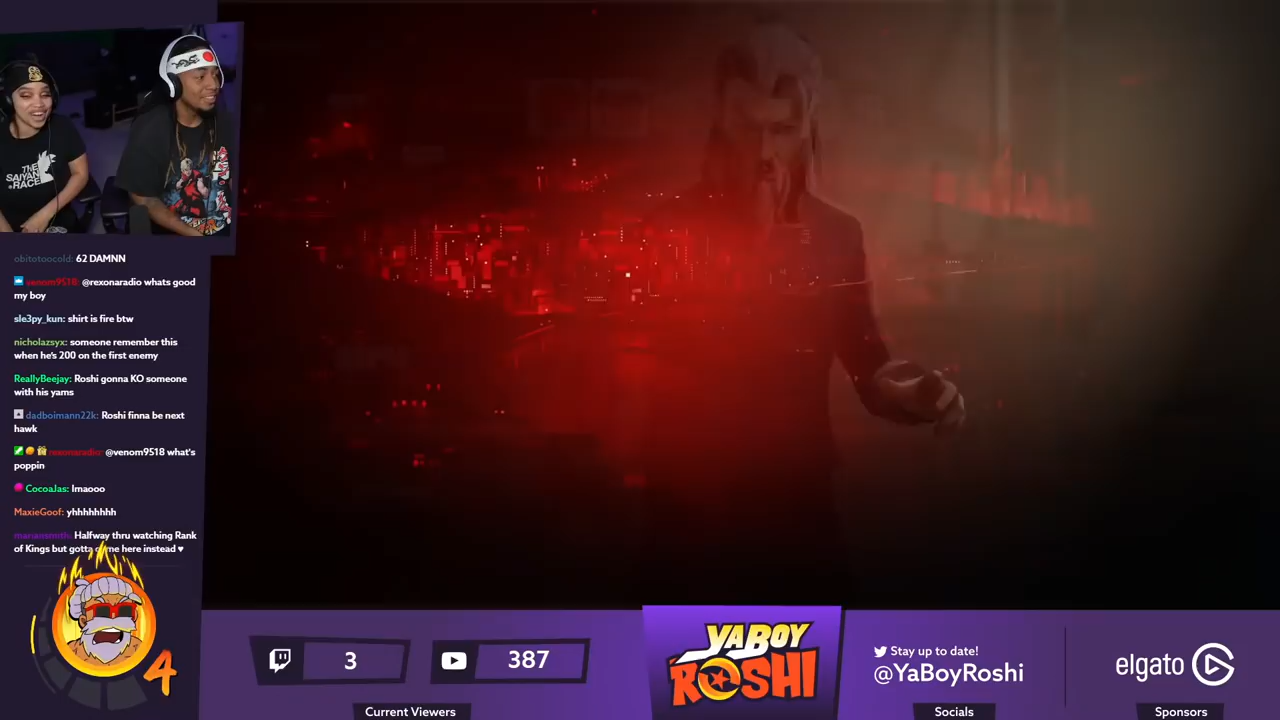 THE
SAIYAN
RACE
obitotoocold: 62 DAMNN
venom9518: @rexonaradio whats good
my boy
sle3py_kun: shirt is fire btw
nicholazsyx: someone remember this
when he's 200 on the first enemy
ReallyBeejay: Roshi gonna KO someone
with his yams
dadboimann22k: Roshi finna be next
hawk
rexonaradio: @venom9518 what's
poppin
CocoaJas: lmaooo
MaxieGoof: yhhhhhhhh
Halfway thru watching Rank
of Kings but gotta come here instead ♥
4
3
387
Current Viewers
YABOY
ROSHI
Stay up to date!
@YaBoyRoshi
Socials
elgato
Sponsors